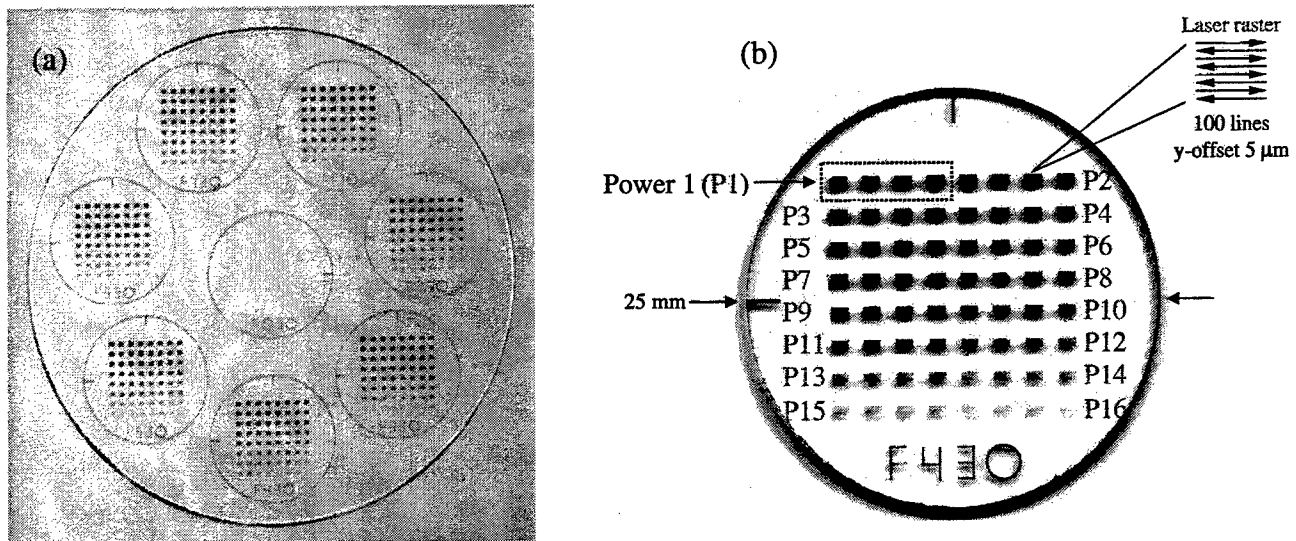 (a)
(b)
Laser raster
100 lines
y-offset 5 µm
Power 1 (P1)
P2
P3
P4
P5
P6
P7
P8
25 mm
P9
P10
P11
P12
P13
P14
P15
P16
F430